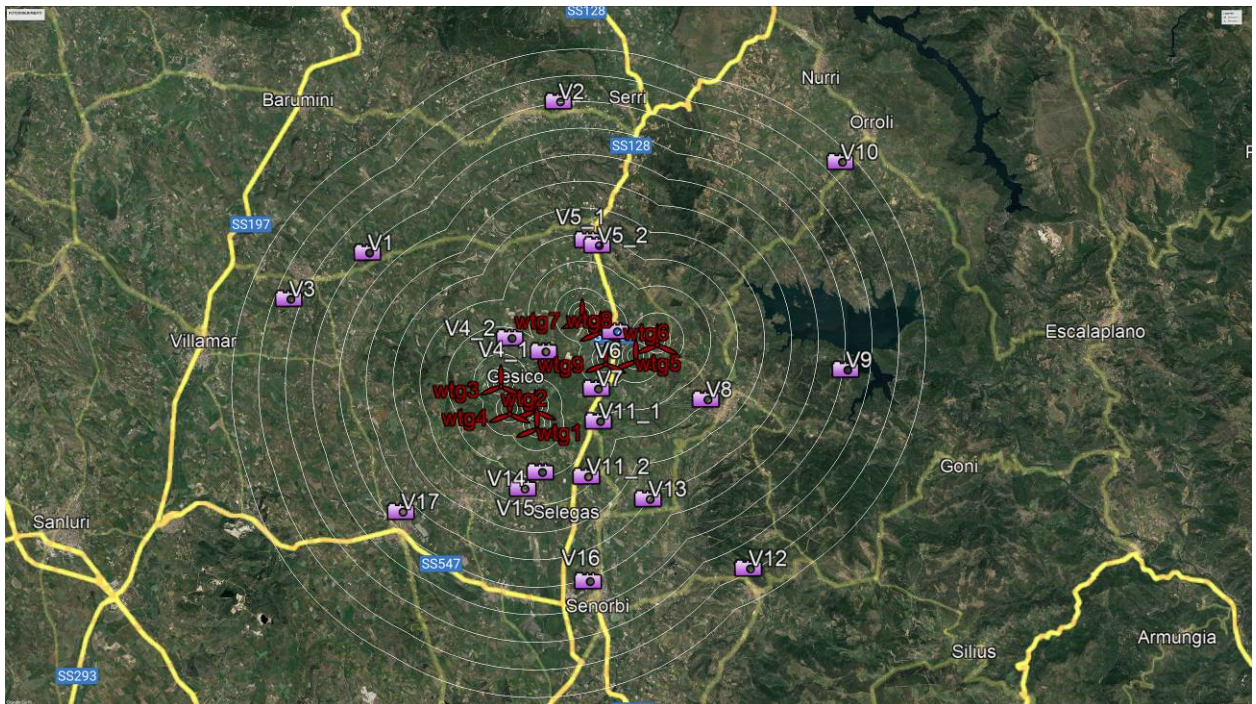 SS128
Nurri
Barumini
V2
Serri
Orroli
SS128
V10
V5_1
SS197
V5_2
V1
V3
wtg7
wtg8
V4_2
wtg6
Escalaplano
Villamar
V4_1
V6
wtg9
wtg5
V9
Gesico
V7
wtg3
wtg2
V8
wtg4
V11_1
wtg1
Goni
V14
V11_2
V13
V15
V17
Selegas
Sanluri
SS547
V16
V12
Senorbì
Armungia
Silius
SS293